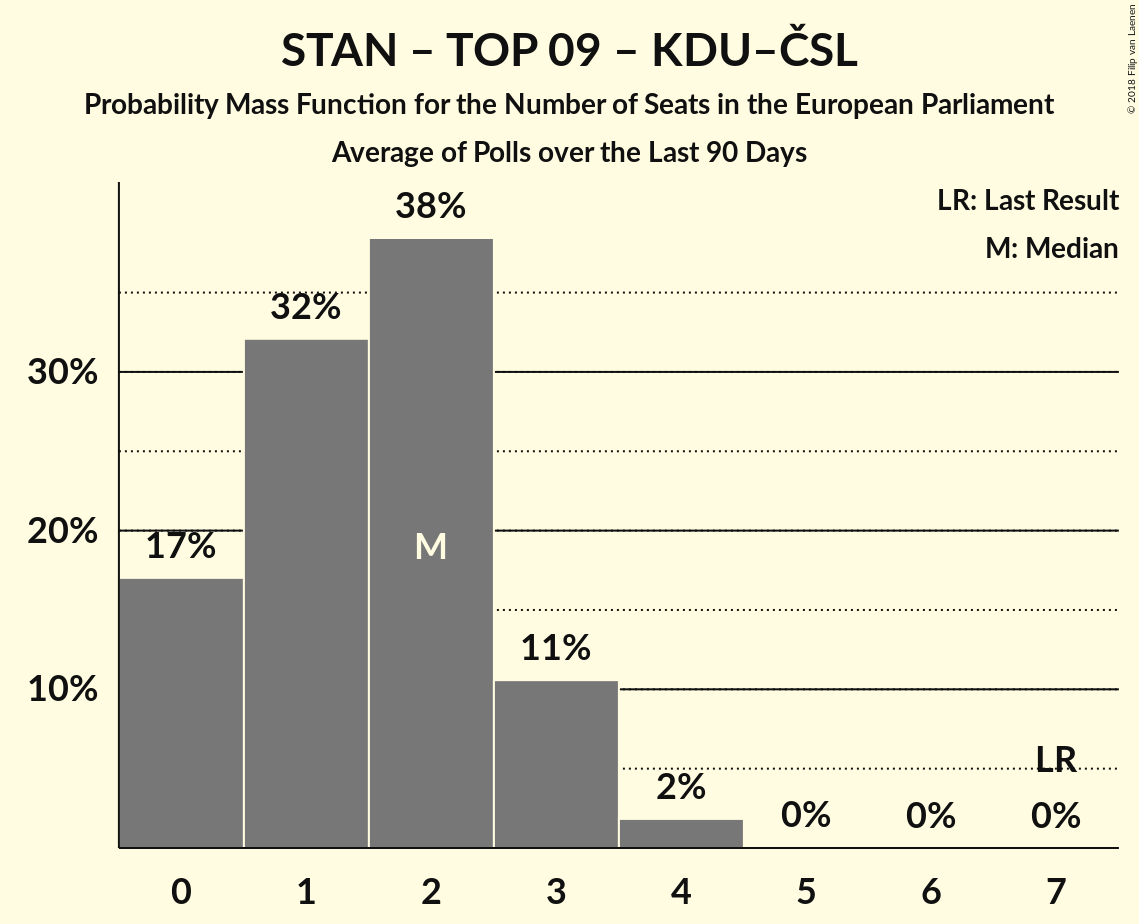 STAN – TOP 09 – KDU–ČSL
Probability Mass Function for the Number of Seats in the European Parliament
Average of Polls over the Last 90 Days
© 2018 Filip van Laenen
LR: Last Result
M: Median
38%
32%
30%
20%
17%
M
11%
10%
LR
2%
0%
0%
0%
0 1 2 3 4 5 6 7